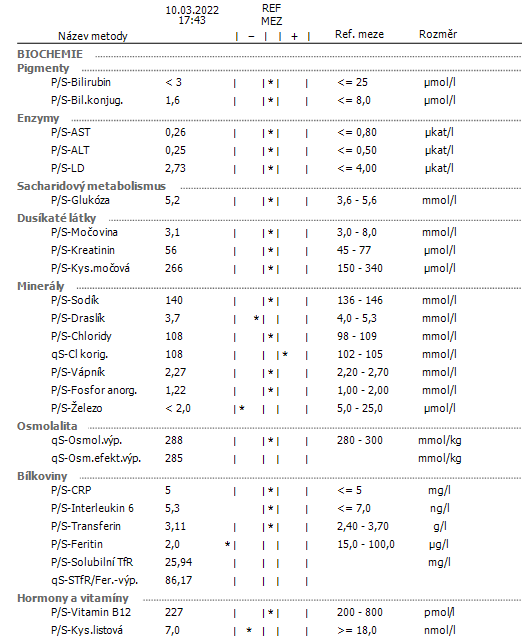 10.03.2022 REF
17:43 MEZ
Název metody | − | | + | Ref. meze Rozměr
BIOCHEMIE
Pigmenty
P/S-Bilirubin < 3 | |*| | <= 25 µmol/l
P/S-Bil.konjug. 1,6 | |*| | <= 8,0 µmol/l
Enzymy
P/S-AST 0,26 | |*| | <= 0,80 µkat/l
P/S-ALT 0,25 | |*| | <= 0,50 µkat/l
P/S-LD 2,73 | |*| | <= 4,00 µkat/l
Sacharidový metabolismus
P/S-Glukóza 5,2 | |*| | 3,6 - 5,6 mmol/l
Dusíkaté látky
P/S-Močovina 3,1 | |*| | 3,0 - 8,0 mmol/l
P/S-Kreatinin 56 | |*| | 45 - 77 µmol/l
P/S-Kys.močová 266 | |*| | 150 - 340 µmol/l
Minerály
P/S-Sodík 140 | |*| | 136 - 146 mmol/l
P/S-Draslík 3,7 | *| | | 4,0 - 5,3 mmol/l
P/S-Chloridy 108 | |*| | 98 - 109 mmol/l
qS-Cl korig. 108 | | |* | 102 - 105 mmol/l
P/S-Vápník 2,27 | |*| | 2,20 - 2,70 mmol/l
P/S-Fosfor anorg. 1,22 | |*| | 1,00 - 2,00 mmol/l
P/S-Železo < 2,0 |* | | | 5,0 - 25,0 µmol/l
Osmolalita
qS-Osmol.výp. 288 | |*| | 280 - 300 mmol/kg
qS-Osm.efekt.výp. 285 | | | | mmol/kg
Bílkoviny
P/S-CRP 5 | |*| | <= 5 mg/l
P/S-Interleukin 6 5,3 | |*| | <= 7,0 ng/l
P/S-Transferin 3,11 | |*| | 2,40 - 3,70 g/l
P/S-Feritin 2,0 *| | | | 15,0 - 100,0 µg/l
P/S-Solubilní TfR 25,94 | | | | mg/l
qS-STfR/Fer.-výp. 86,17 | | | |
Hormony a vitamíny
P/S-Vitamin B12 227 | |*| | 200 - 800 pmol/l
P/S-Kys.listová 7,0 | * | | | >= 18,0 nmol/l